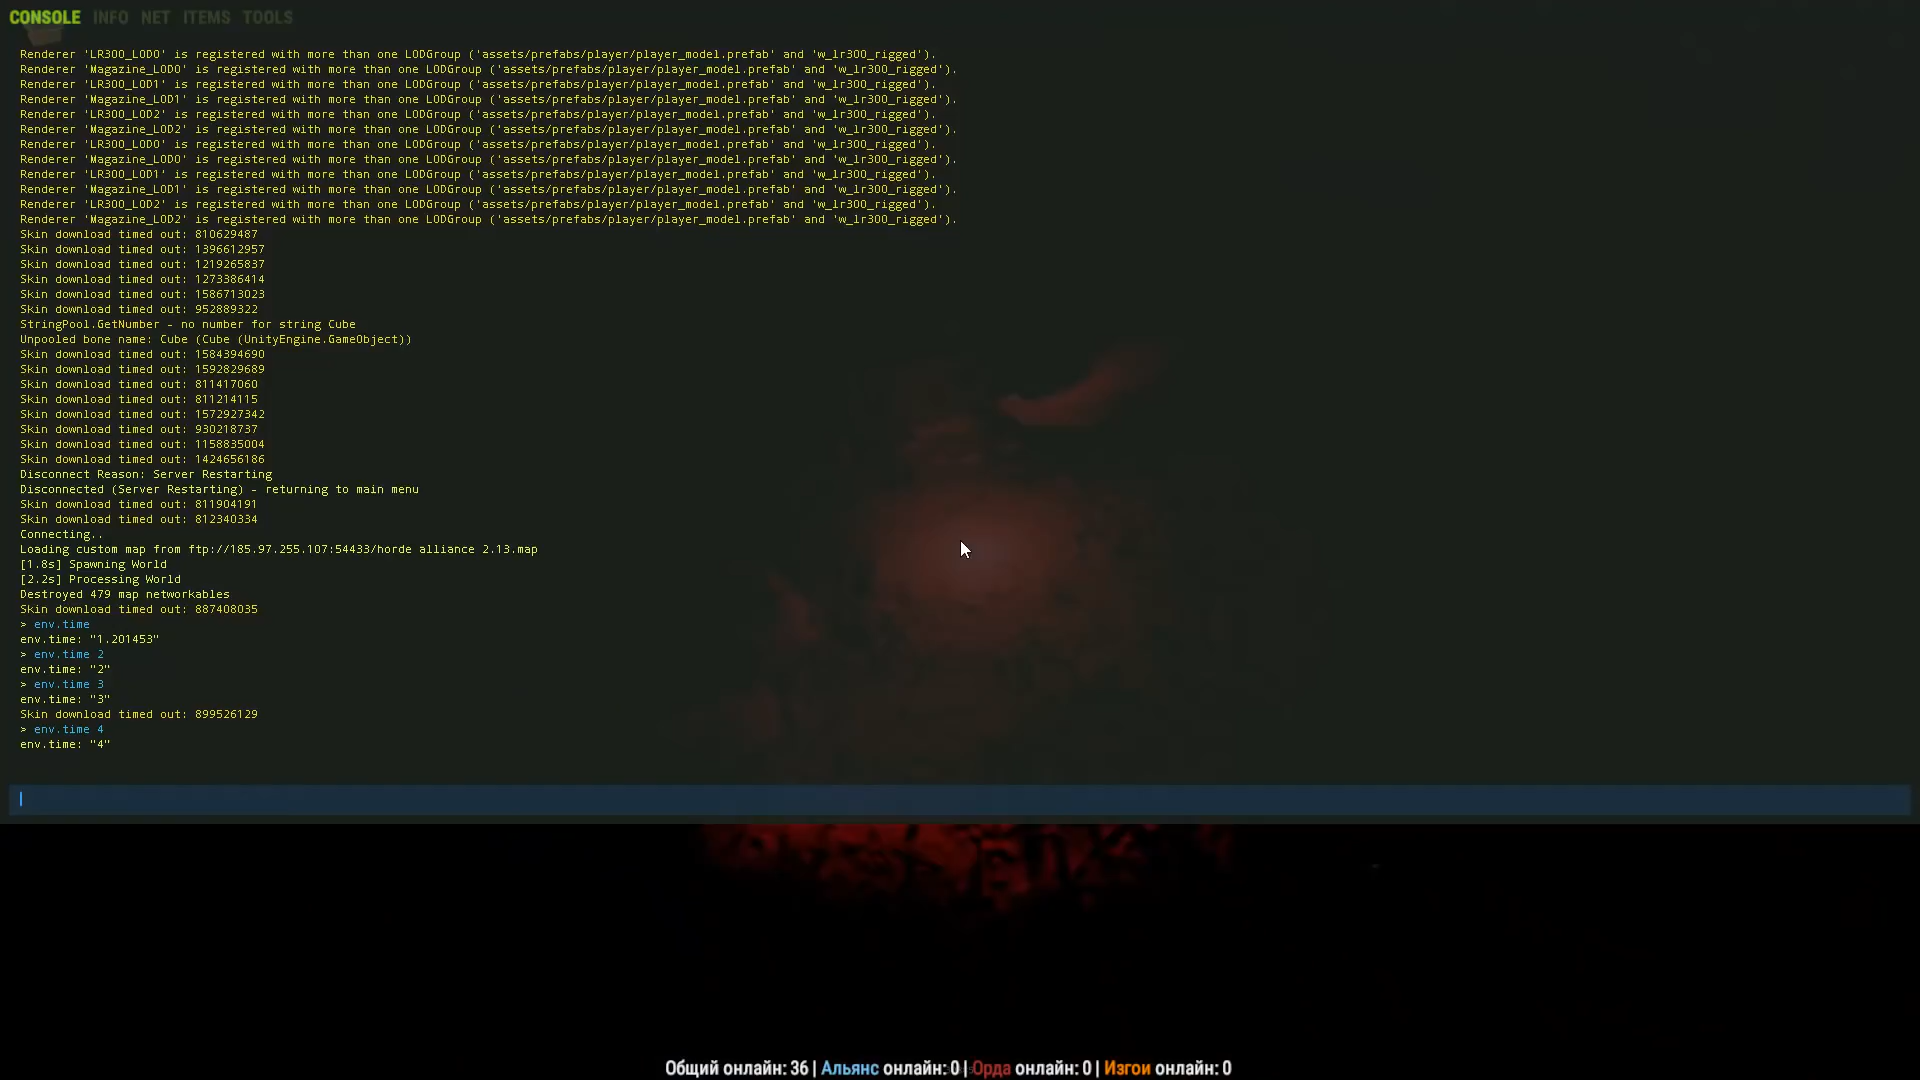 CONSOLE INFO NET ITEMS TOOLS
Renderer 'LR300_LOD0' is registered with more than one LODGroup ('assets/prefabs/player/player_model.prefab' and 'w_lr300_rigged').
Renderer 'Magazine_LOD0' is registered with more than one LODGroup ('assets/prefabs/player/player_model.prefab' and 'w_lr300_rigged').
Renderer 'LR300_LOD1' is registered with more than one LODGroup ('assets/prefabs/player/player_model.prefab' and 'w_lr300_rigged').
Renderer 'Magazine_LOD1' is registered with more than one LODGroup ('assets/prefabs/player/player_model.prefab' and 'w_lr300_rigged').
Renderer 'LR300_LOD2' is registered with more than one LODGroup ('assets/prefabs/player/player_model.prefab' and 'w_lr300_rigged').
Renderer 'Magazine_LOD2' is registered with more than one LODGroup ('assets/prefabs/player/player_model.prefab' and 'w_lr300_rigged').
Renderer 'LR300_LOD0' is registered with more than one LODGroup ('assets/prefabs/player/player_model.prefab' and 'w_lr300_rigged').
Renderer 'Magazine_LOD0' is registered with more than one LODGroup ('assets/prefabs/player/player_model.prefab' and 'w_lr300_rigged').
Renderer 'LR300_LOD1' is registered with more than one LODGroup ('assets/prefabs/player/player_model.prefab' and 'w_lr300_rigged').
Renderer 'Magazine_LOD1' is registered with more than one LODGroup ('assets/prefabs/player/player_model.prefab' and 'w_lr300_rigged').
Renderer 'LR300_LOD2' is registered with more than one LODGroup ('assets/prefabs/player/player_model.prefab' and 'w_lr300_rigged').
Renderer 'Magazine_LOD2' is registered with more than one LODGroup ('assets/prefabs/player/player_model.prefab' and 'w_lr300_rigged').
Skin download timed out: 810629487
Skin download timed out: 1396612957
Skin download timed out: 1219265837
Skin download timed out: 1273386414
Skin download timed out: 1586713023
Skin download timed out: 952889322
StringPool.GetNumber - no number for string Cube
Unpooled bone name: Cube (Cube (UnityEngine.GameObject))
Skin download timed out: 1584394690
Skin download timed out: 1592829689
Skin download timed out: 811417060
Skin download timed out: 811214115
Skin download timed out: 1572927342
Skin download timed out: 930218737
Skin download timed out: 1158835004
Skin download timed out: 1424656186
Disconnect Reason: Server Restarting
Disconnected (Server Restarting) - returning to main menu
Skin download timed out: 811904191
Skin download timed out: 812340334
Connecting..
Loading custom map from ftp://185.97.255.107:54433/horde alliance 2.13.map
[1.8s] Spawning World
[2.2s] Processing World
Destroyed 479 map networkables
Skin download timed out: 887408035
> env.time
env.time: "1.201453"
> env.time 2
env.time: "2"
> env.time 3
env.time: "3"
Skin download timed out: 899526129
> env.time 4
env.time: "4"
Общий онлайн: 36 | Альянс онлайн: 0 | Орда онлайн: 0 | Изгои онлайн: 0